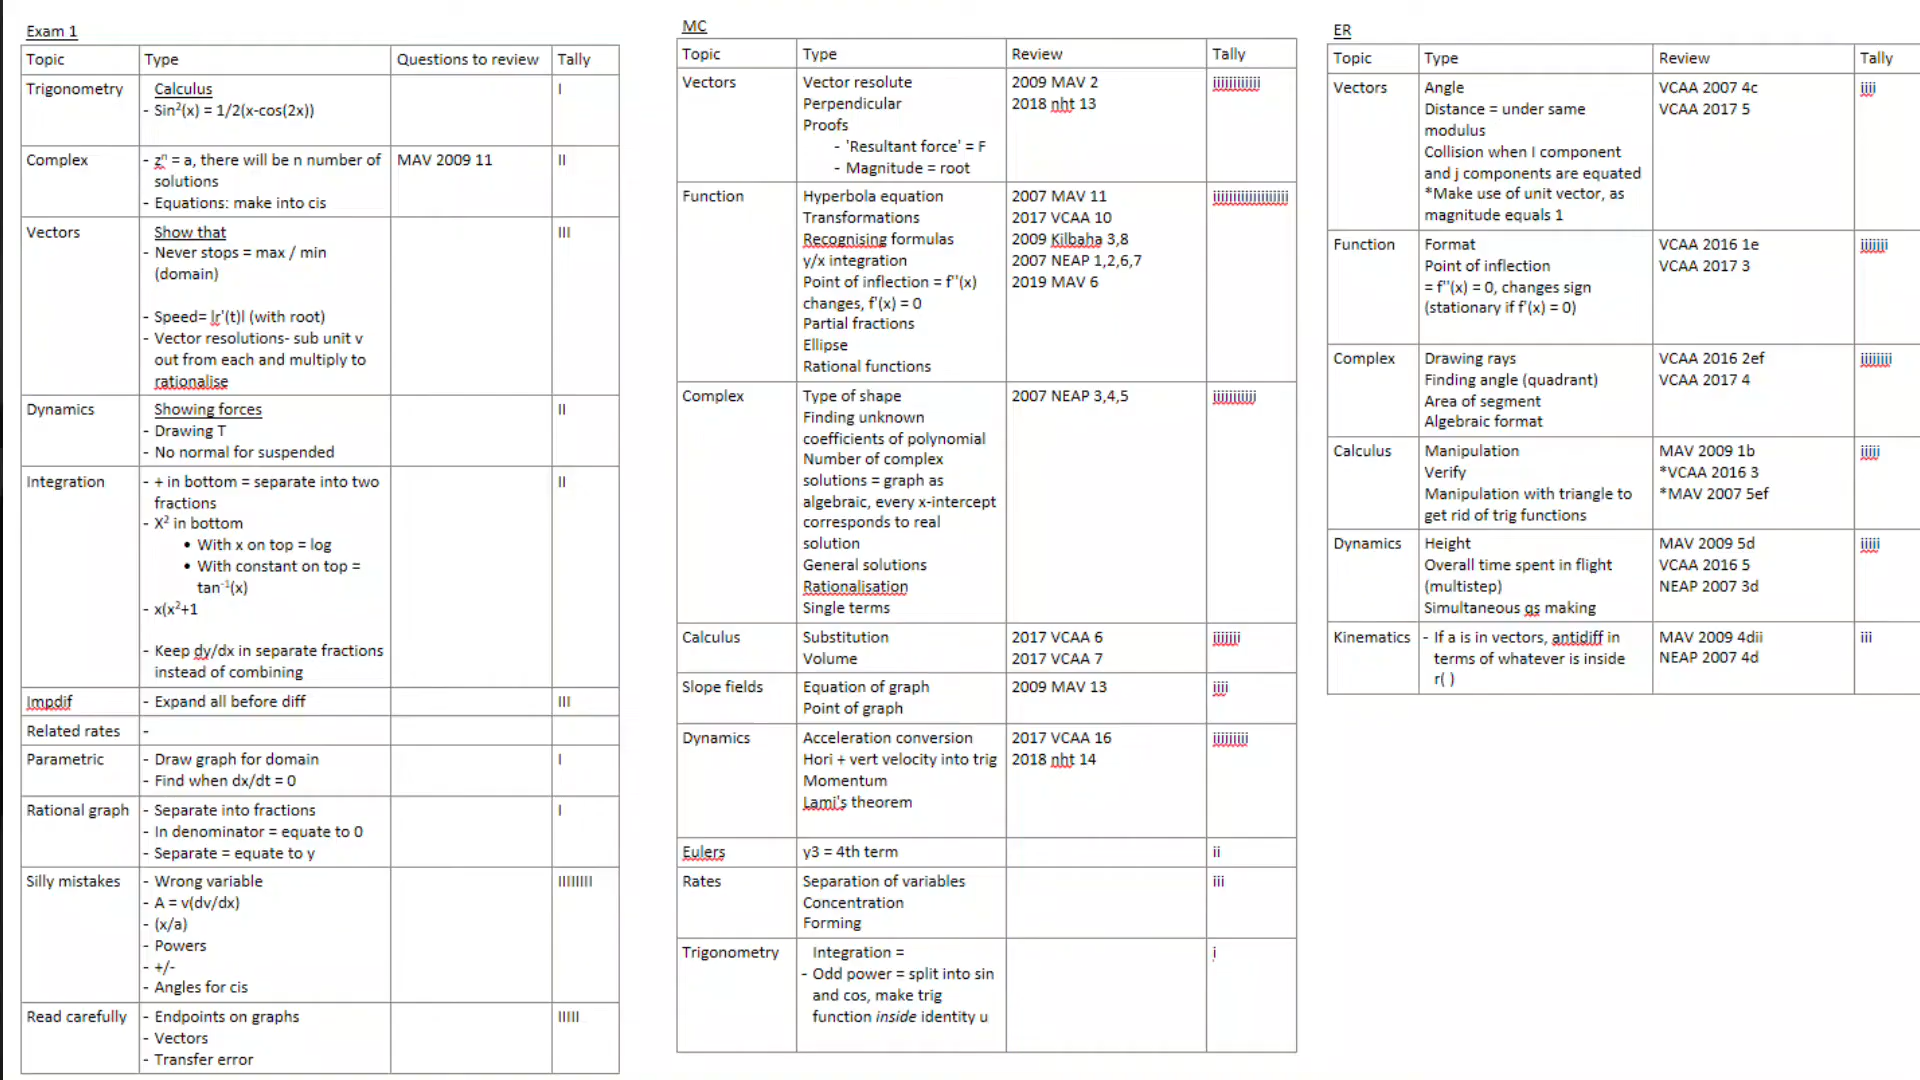 Exam 1
Topic Type Questions to review Tally
Trigonometry Calculus I
- Sin²(x) = 1/2(x-cos(2x))
Complex - zⁿ = a, there will be n number of MAV 2009 11 II
solutions
- Equations: make into cis
Vectors Show that III
- Never stops = max / min
(domain)
- Speed= |r'(t)l (with root)
- Vector resolutions- sub unit v
out from each and multiply to
rationalise
Dynamics Showing forces II
- Drawing T
- No normal for suspended
Integration - + in bottom = separate into two II
fractions
- X² in bottom
• With x on top = log
• With constant on top =
tan⁻¹(x)
- x(x²+1
- Keep dy/dx in separate fractions
instead of combining
Impdif - Expand all before diff III
Related rates -
Parametric - Draw graph for domain I
- Find when dx/dt = 0
Rational graph - Separate into fractions I
- In denominator = equate to 0
- Separate = equate to y
Silly mistakes - Wrong variable IIIIIIII
- A = v(dv/dx)
- (x/a)
- Powers
- +/-
- Angles for cis
Read carefully - Endpoints on graphs IIIII
- Vectors
- Transfer error
MC
Topic Type Review Tally
Vectors Vector resolute 2009 MAV 2
Perpendicular 2018 nht 13
Proofs
- 'Resultant force' = F
- Magnitude = root
Function Hyperbola equation 2007 MAV 11
Transformations 2017 VCAA 10
Recognising formulas 2009 Kilbaha 3,8
y/x integration 2007 NEAP 1,2,6,7
Point of inflection = f''(x) 2019 MAV 6
changes, f'(x) = 0
Partial fractions
Ellipse
Rational functions
Complex Type of shape 2007 NEAP 3,4,5
Finding unknown
coefficients of polynomial
Number of complex
solutions = graph as
algebraic, every x-intercept
corresponds to real
solution
General solutions
Rationalisation
Single terms
Calculus Substitution 2017 VCAA 6
Volume 2017 VCAA 7
Slope fields Equation of graph 2009 MAV 13 iiii
Point of graph
Dynamics Acceleration conversion 2017 VCAA 16
Hori + vert velocity into trig 2018 nht 14
Momentum
Lami's theorem
Eulers y3 = 4th term ii
Rates Separation of variables iii
Concentration
Forming
Trigonometry Integration = i
- Odd power = split into sin
and cos, make trig
function inside identity u
ER
Topic Type Review Tally
Vectors Angle VCAA 2007 4c iiii
Distance = under same VCAA 2017 5
modulus
Collision when I component
and j components are equated
*Make use of unit vector, as
magnitude equals 1
Function Format VCAA 2016 1e
Point of inflection VCAA 2017 3
= f''(x) = 0, changes sign
(stationary if f'(x) = 0)
Complex Drawing rays VCAA 2016 2ef
Finding angle (quadrant) VCAA 2017 4
Area of segment
Algebraic format
Calculus Manipulation MAV 2009 1b iiiii
Verify *VCAA 2016 3
Manipulation with triangle to *MAV 2007 5ef
get rid of trig functions
Dynamics Height MAV 2009 5d iiiii
Overall time spent in flight VCAA 2016 5
(multistep) NEAP 2007 3d
Simultaneous qs making
Kinematics - If a is in vectors, antidiff in MAV 2009 4dii iii
terms of whatever is inside NEAP 2007 4d
r( )